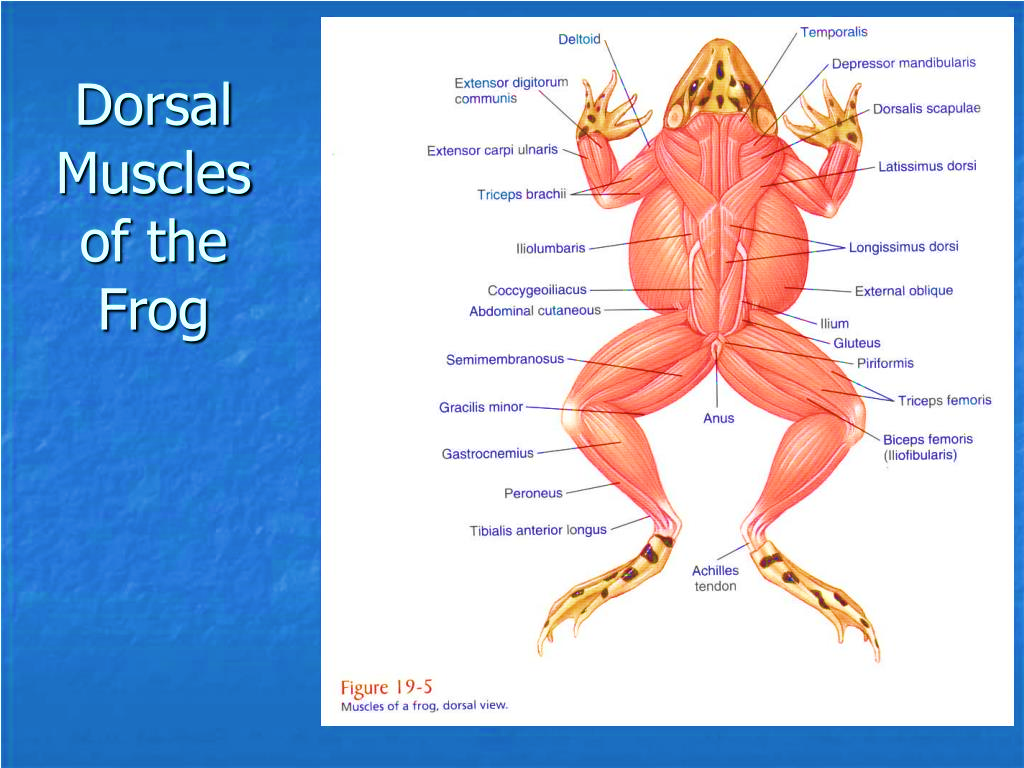 Dorsal
Muscles
of the
Frog
Deltoid
Extensor digitorum
communis
Extensor carpi ulnaris
Triceps brachii
Iliolumbaris
Coccygeoiliacus
Abdominal cutaneous
Semimembranosus
Gracilis minor
Gastrocnemius
Peroneus
Tibialis anterior longus
Temporalis
Depressor mandibularis
Dorsalis scapulae
Latissimus dorsi
Longissimus dorsi
External oblique
Ilium
Gluteus
Piriformis
Triceps femoris
Biceps femoris
(Iliofibularis)
Anus
Achilles
tendon
Figure 19-5
Muscles of a frog, dorsal view.